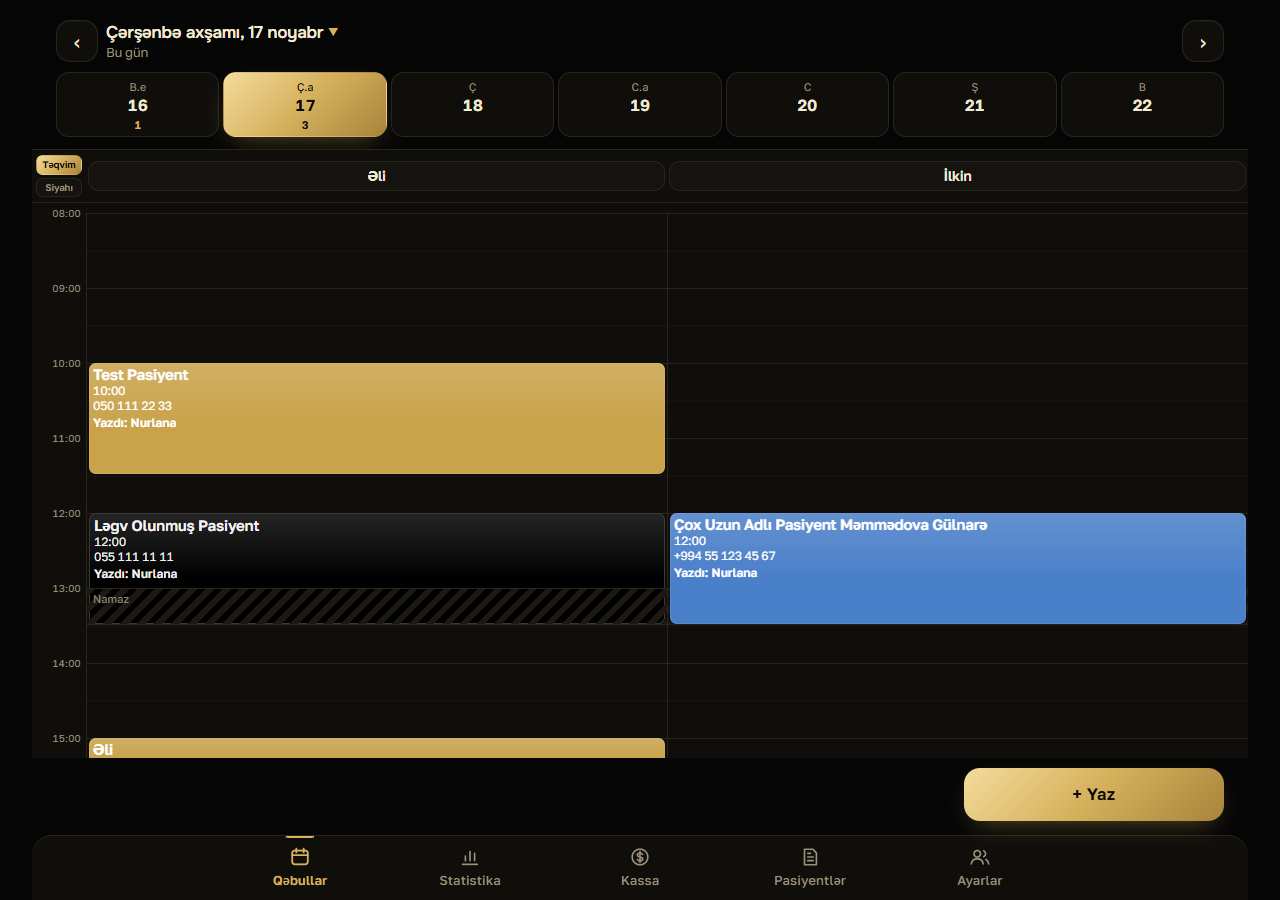 ‹
Çərşənbə axşamı, 17 noyabr ▼
Bu gün
›
B.e
16
1
Ç.a
17
3
Ç
18
C.a
19
C
20
Ş
21
B
22
Təqvim
Siyahı
Əli
İlkin
08:00
09:00
10:00
Test Pasiyent
10:00
050 111 22 33
Yazdı: Nurlana
11:00
12:00
Ləgv Olunmuş Pasiyent
12:00
055 111 11 11
Yazdı: Nurlana
Çox Uzun Adlı Pasiyent Məmmədova Gülnarə
12:00
+994 55 123 45 67
Yazdı: Nurlana
13:00
Namaz
14:00
15:00
Əli
+ Yaz
Qəbullar
Statistika
Kassa
Pasiyentlər
Ayarlar